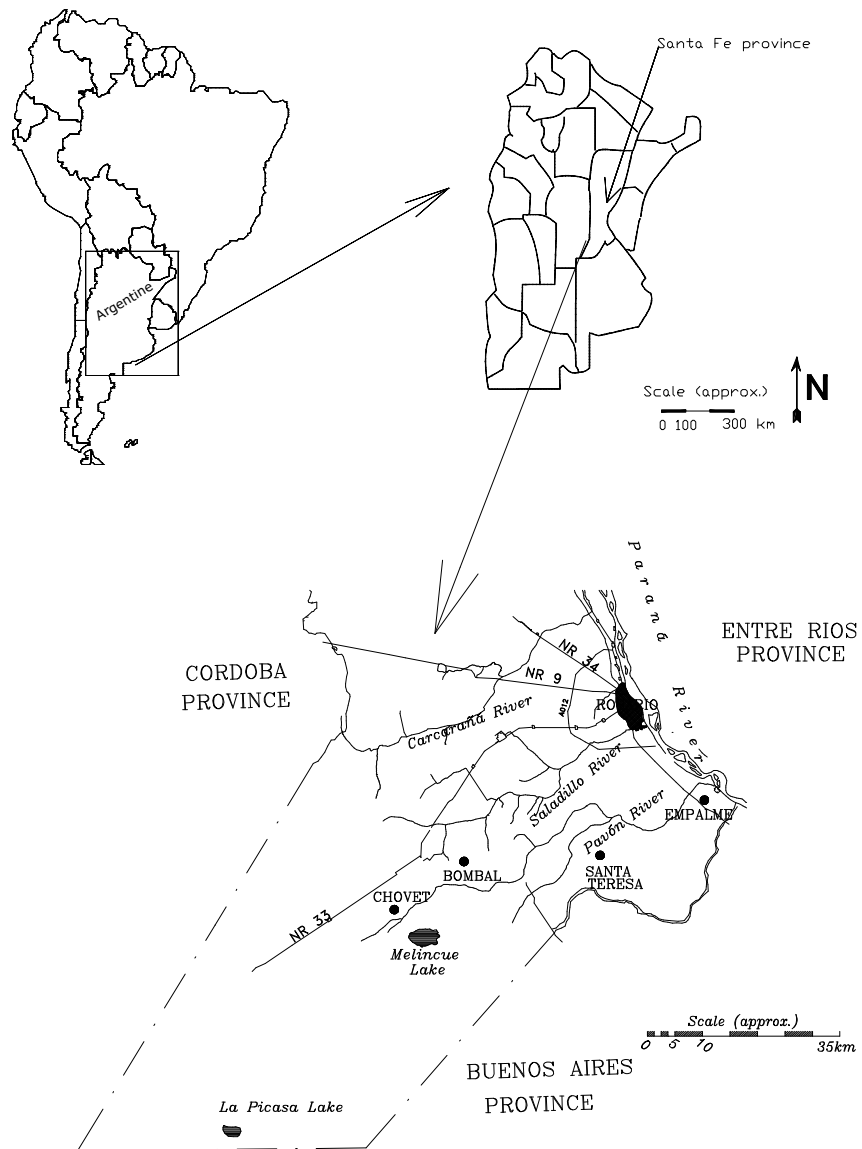 Santa Fe province
Argentine
Scale (approx.)
N
0 100 300 km
Paraná River
ENTRE RIOS
PROVINCE
CORDOBA
PROVINCE
NR 34
NR 9
A012
ROSARIO
Carcaraña River
Saladillo River
Pavón River
EMPALME
BOMBAL
SANTA
TERESA
CHOVET
NR 33
Melincue
Lake
Scale (approx.)
0 5 10 35km
BUENOS AIRES
PROVINCE
La Picasa Lake